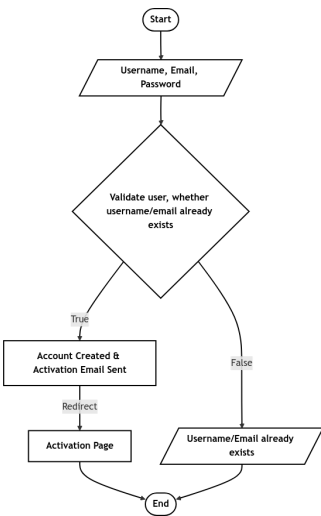 Start
Username, Email,
Password
Validate user, whether
username/email already
exists
True
False
Account Created &
Activation Email Sent
Redirect
Activation Page
Username/Email already
exists
End